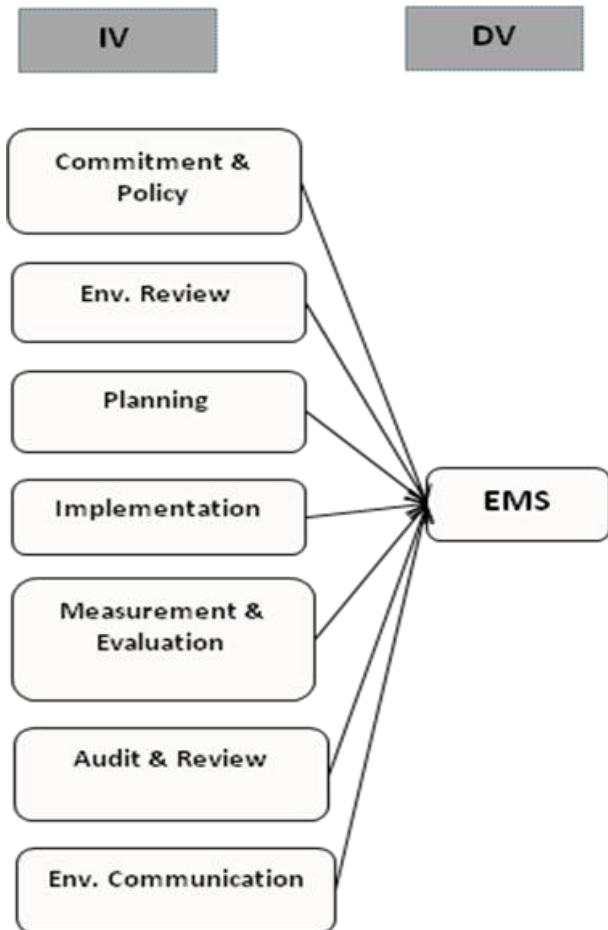 IV
DV
Commitment &
Policy
Env. Review
Planning
Implementation
EMS
Measurement &
Evaluation
Audit & Review
Env. Communication